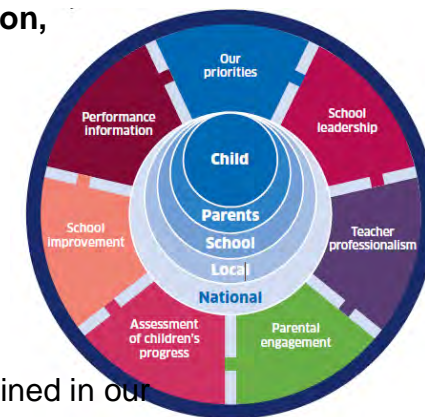 on,
Our
priorities
School
leadership
Teacher
professionalism
Parental
engagement
Assessment
of children's
progress
School
improvement
Performance
information
Child
Parents
School
Local
National
ined in our